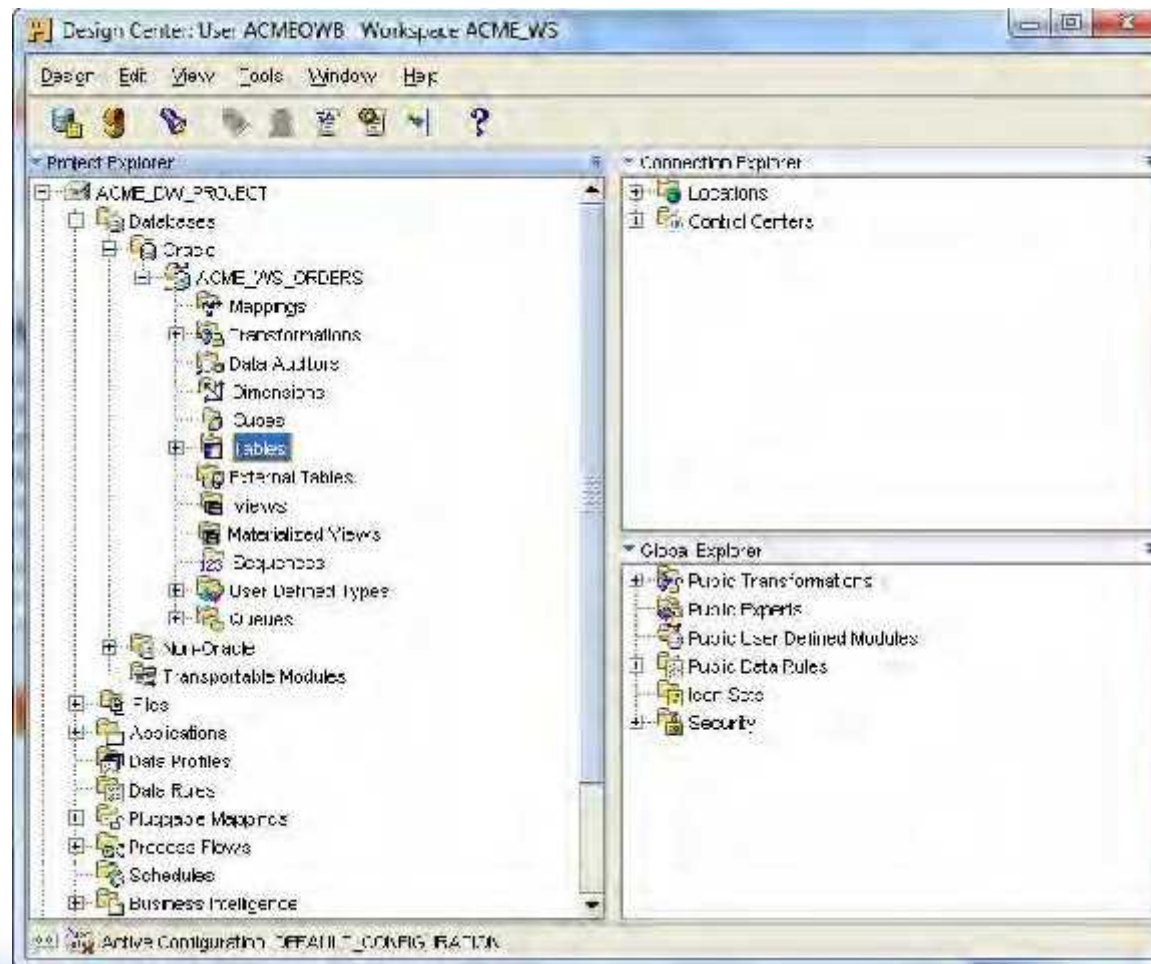 Design Center: User ACMEOWB Workspace ACME_WS
Design Edit View Tools Window Help
Project Explorer
ACME_DW_PROJECT
Databases
Oracle
ACME_WS_ORDERS
Mappings
Transformations
Data Auditors
Dimensions
Cubes
Tables
External Tables
Views
Materialized Views
Sequences
User Defined Types
Queues
Non-Oracle
Transportable Modules
Files
Applications
Data Profiles
Data Rules
Pluggable Mappings
Process Flows
Schedules
Business Intelligence
Connection Explorer
Locations
Control Centers
Global Explorer
Public Transformations
Public Experts
Public User Defined Modules
Public Data Rules
Icon Sets
Security
Active Configuration: DEFAULT_CONFIGURATION